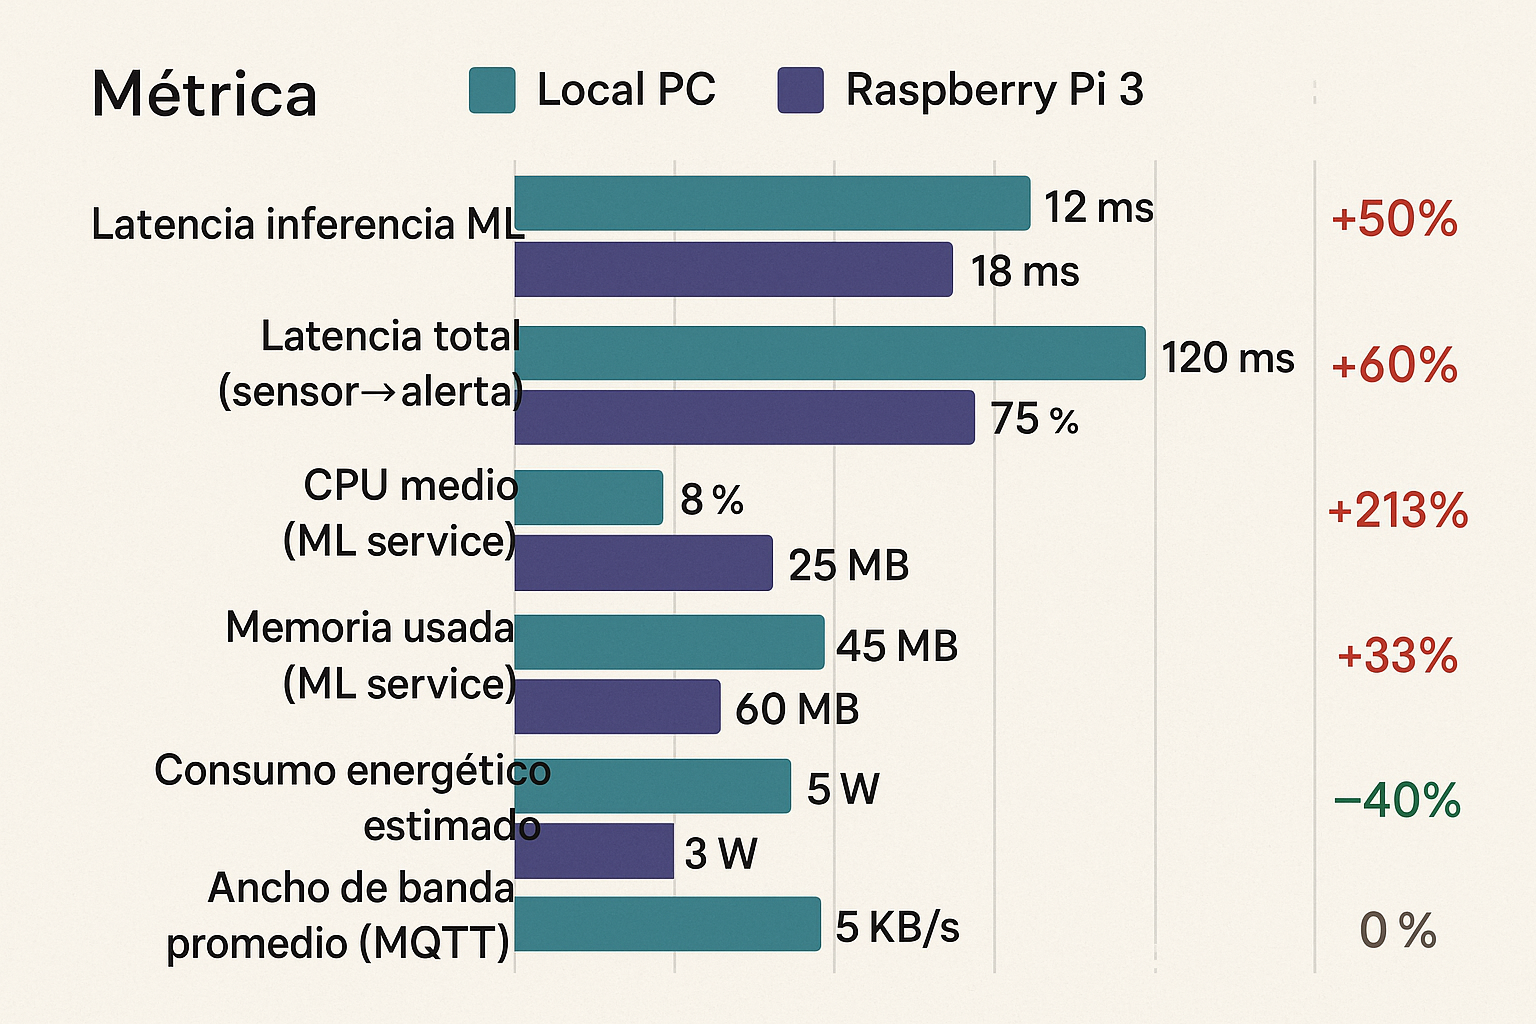 Métrica
Local PC
Raspberry Pi 3
Latencia inferencia ML
12 ms
18 ms
+50%
Latencia total
(sensor→alerta)
120 ms
75 %
+60%
CPU medio
(ML service)
8 %
25 MB
+213%
Memoria usada
(ML service)
45 MB
60 MB
+33%
Consumo energético
estimado
5 W
3 W
−40%
Ancho de banda
promedio (MQTT)
5 KB/s
0 %